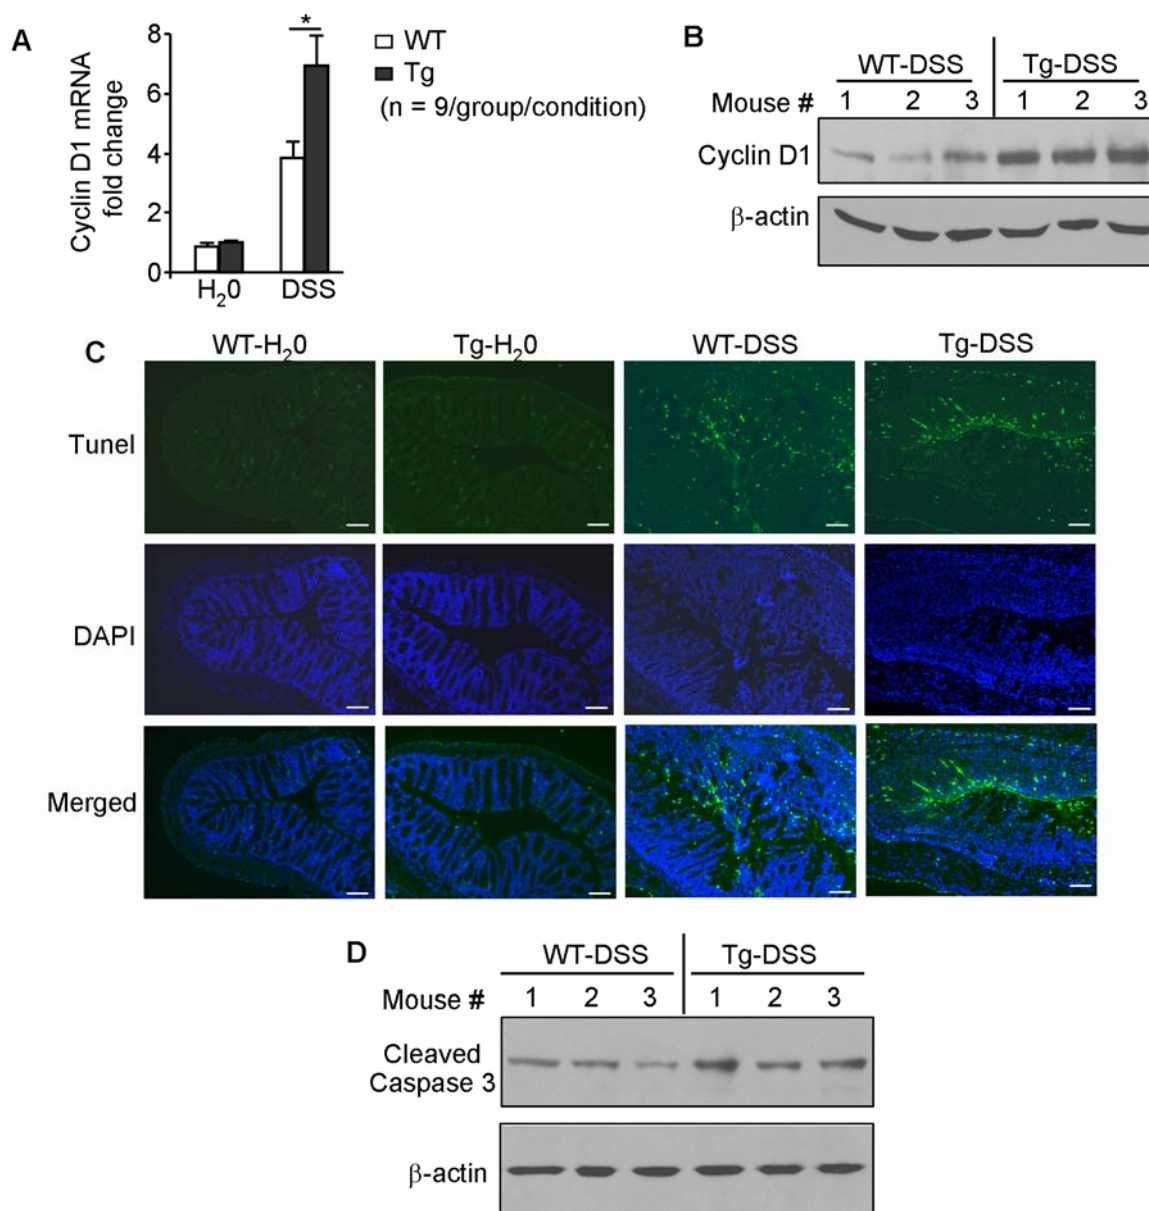 A
Cyclin D1 mRNA
fold change
8
6
4
2
0
*
WT
Tg
(n = 9/group/condition)
H₂0
DSS
B
WT-DSS Tg-DSS
Mouse # 1 2 3 1 2 3
Cyclin D1
β-actin
C
WT-H₂0 Tg-H₂0 WT-DSS Tg-DSS
Tunel
DAPI
Merged
D
WT-DSS Tg-DSS
Mouse # 1 2 3 1 2 3
Cleaved
Caspase 3
β-actin